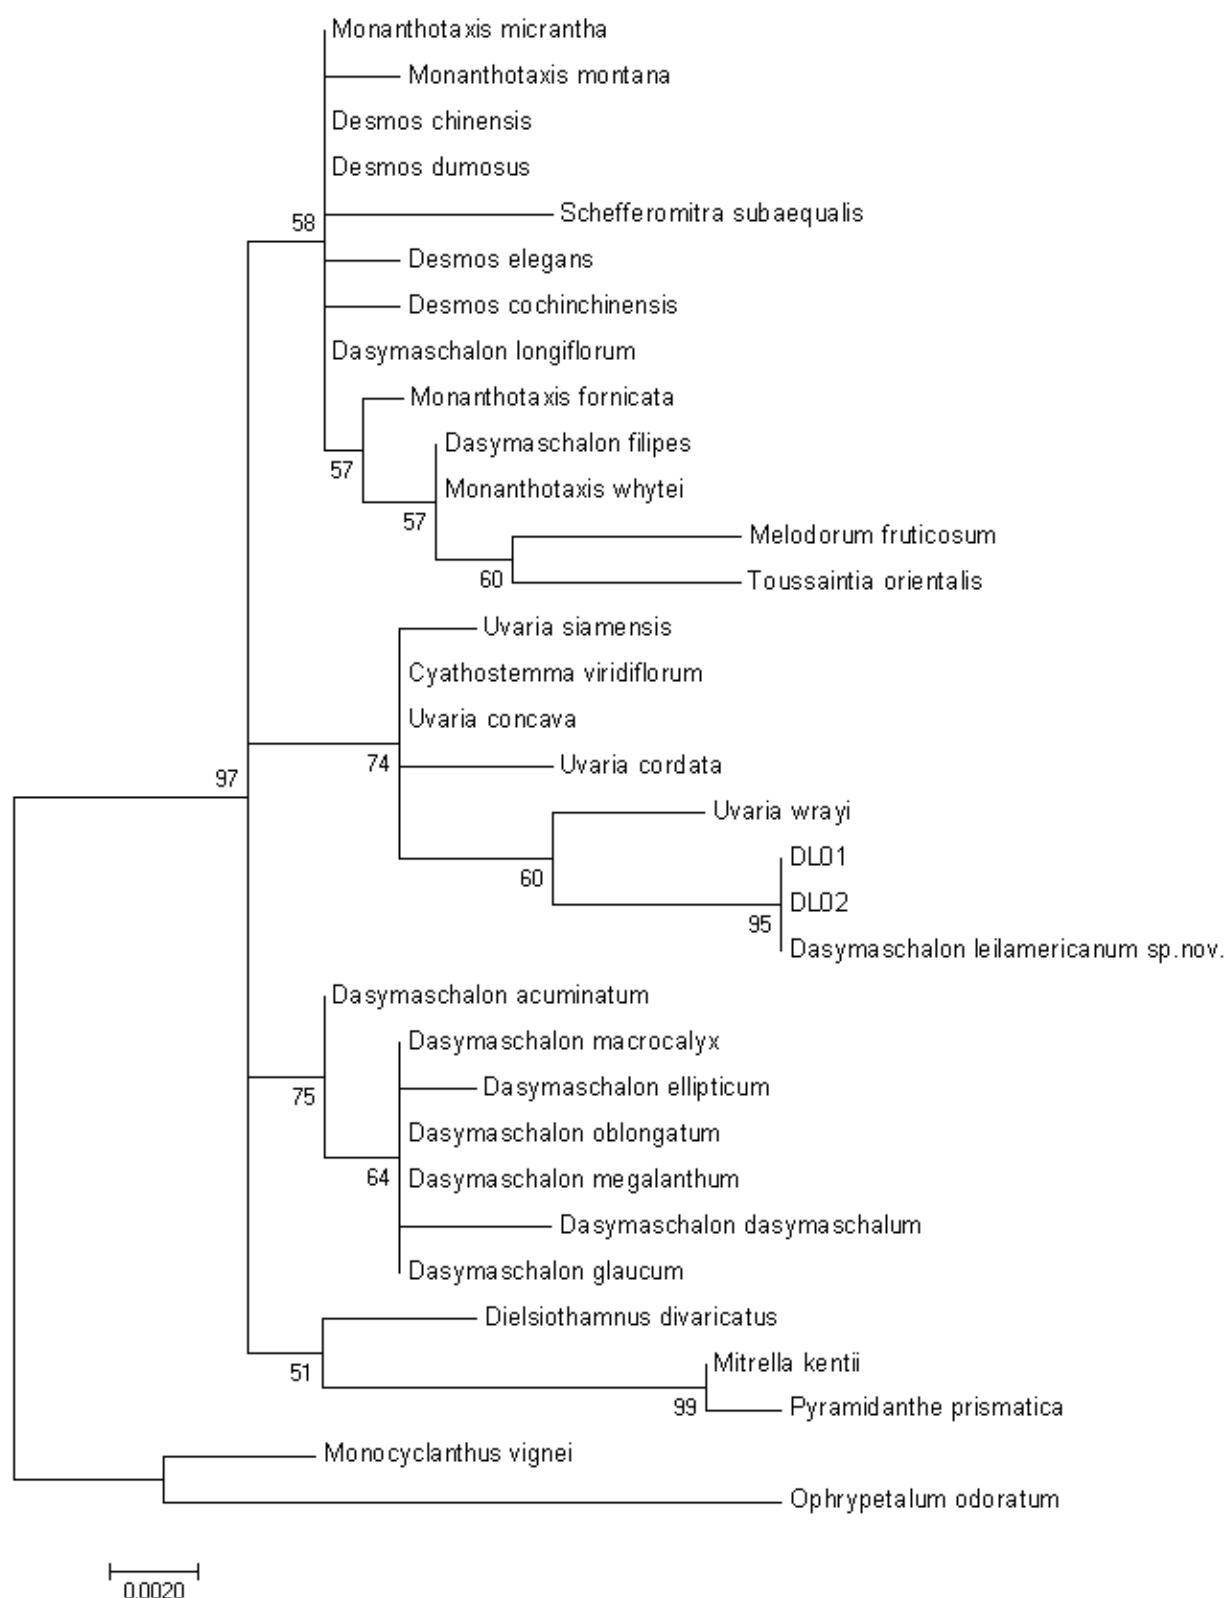 Monanthotaxis micrantha
Monanthotaxis montana
Desmos chinensis
Desmos dumosus
Schefferomitra subaequalis
58
Desmos elegans
Desmos cochinchinensis
Dasymaschalon longiflorum
Monanthotaxis fornicata
Dasymaschalon filipes
57
Monanthotaxis whytei
57
Melodorum fruticosum
60
Toussaintia orientalis
Uvaria siamensis
Cyathostemma viridiflorum
Uvaria concava
74
Uvaria cordata
97
Uvaria wrayi
DL01
60
DL02
95
Dasymaschalon leilamericanum sp.nov.
Dasymaschalon acuminatum
Dasymaschalon macrocalyx
Dasymaschalon ellipticum
75
Dasymaschalon oblongatum
64
Dasymaschalon megalanthum
Dasymaschalon dasymaschalum
Dasymaschalon glaucum
Dielsiothamnus divaricatus
Mitrella kentii
51
99
Pyramidanthe prismatica
Monocyclanthus vignei
Ophrypetalum odoratum
0.0020